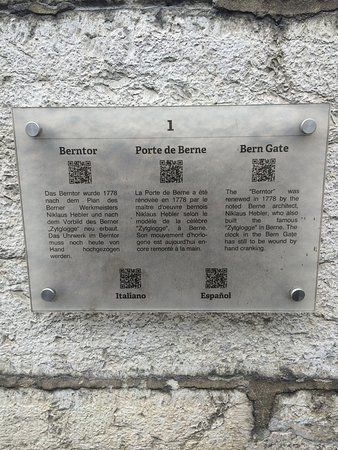 1
Berntor
Das Berntor wurde 1778
nach dem Plan des
Berner Werkmeisters
Niklaus Hebler und nach
dem Vorbild des Berner
„Zytglogge" neu erbaut.
Das Uhrwerk im Berntor
muss noch heute von
Hand hochgezogen
werden.
Porte de Berne
La Porte de Berne a été
rénovée en 1778 par le
maître d'oeuvre bernois
Niklaus Hebler selon le
modèle de la célèbre
"Zytglogge", à Berne.
Son mouvement d'horlo-
gerie est aujourd'hui en-
core remonté à la main.
Bern Gate
The "Berntor" was
renewed in 1778 by the
noted Berne architect,
Niklaus Hebler, who also
built the famous
"Zytglogge" in Berne. The
clock in the Bern Gate
has still to be wound by
hand cranking.
Italiano
Español